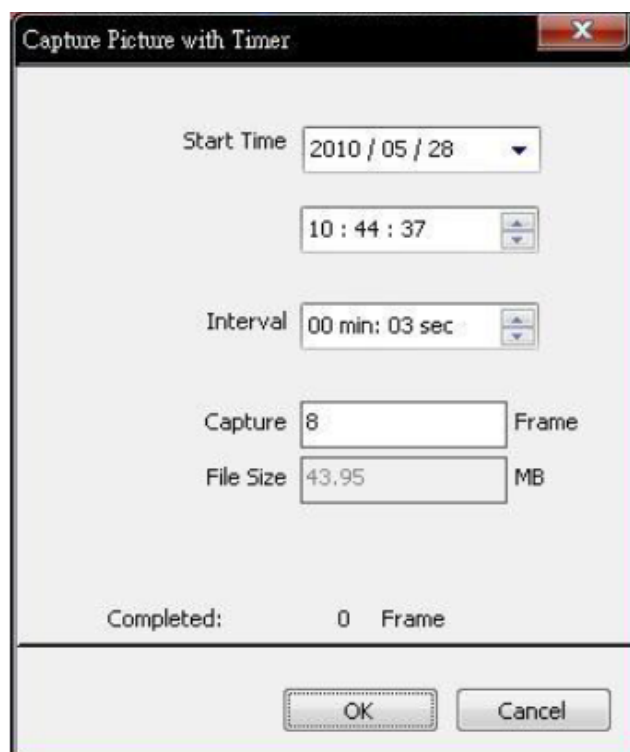 Capture Picture with Timer
Start Time 2010 / 05 / 28
10 : 44 : 37
Interval 00 min: 03 sec
Capture 8 Frame
File Size 43.95 MB
Completed: 0 Frame
OK Cancel